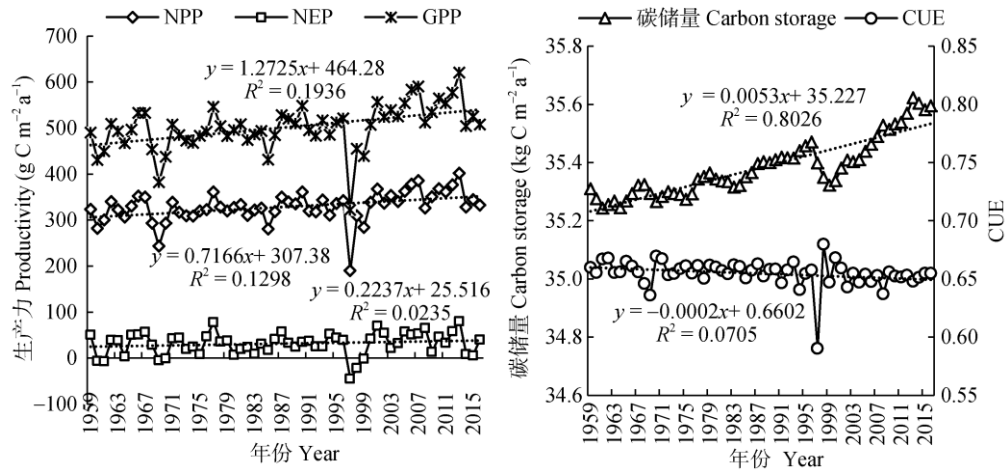 NPP NEP GPP
生产力 Productivity (g C m⁻² a⁻¹)
700
600
500
400
300
200
100
0
−100
y = 1.2725x+ 464.28
R² = 0.1936
y = 0.7166x+ 307.38
R² = 0.1298
y = 0.2237x+ 25.516
R² = 0.0235
1959 1963 1967 1971 1975 1979 1983 1987 1991 1995 1999 2003 2007 2011 2015
年份 Year
碳储量 Carbon storage CUE
碳储量 Carbon storage (kg C m⁻² a⁻¹)
35.8
35.6
35.4
35.2
35.0
34.8
34.6
y = 0.0053x+ 35.227
R² = 0.8026
y = −0.0002x+ 0.6602
R² = 0.0705
0.85
0.80
0.75
0.70
0.65
0.60
0.55
CUE
1959 1963 1967 1971 1975 1979 1983 1987 1991 1995 1999 2003 2007 2011 2015
年份 Year